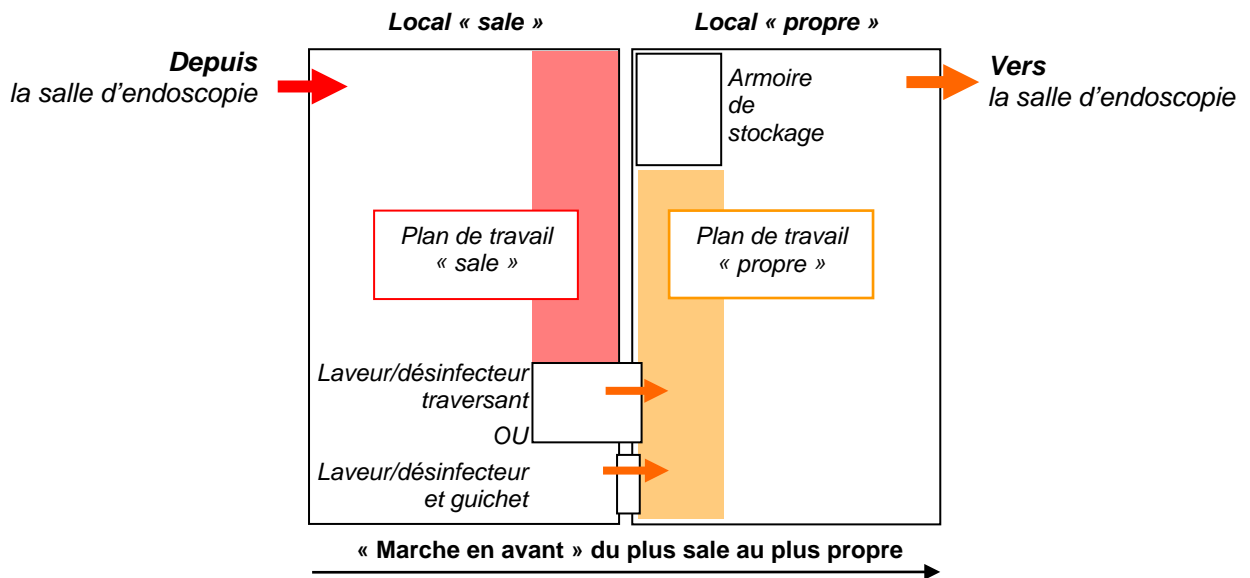 Local « sale »
Local « propre »
Depuis
la salle d'endoscopie
Armoire
de
stockage
Vers
la salle d'endoscopie
Plan de travail
« sale »
Plan de travail
« propre »
Laveur/désinfecteur
traversant
OU
Laveur/désinfecteur
et guichet
« Marche en avant » du plus sale au plus propre